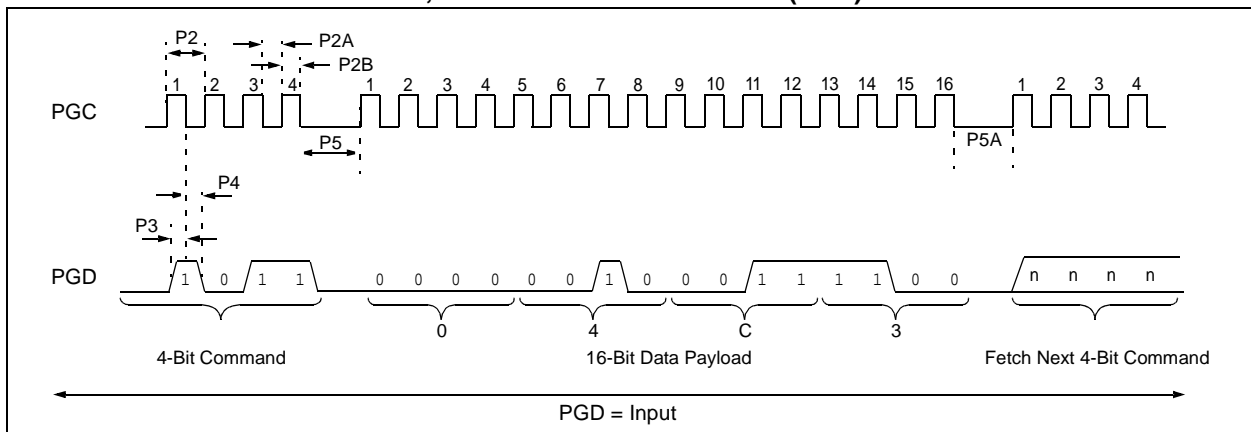 P2
P2A
P2B
1 2 3 4 1 2 3 4 5 6 7 8 9 10 11 12 13 14 15 16 1 2 3 4
PGC
P5
P5A
P4
P3
PGD
1 0 1 1 0 0 0 0 0 0 1 0 0 0 1 1 1 1 0 0 n n n n
0 4 C 3
4-Bit Command 16-Bit Data Payload Fetch Next 4-Bit Command
PGD = Input